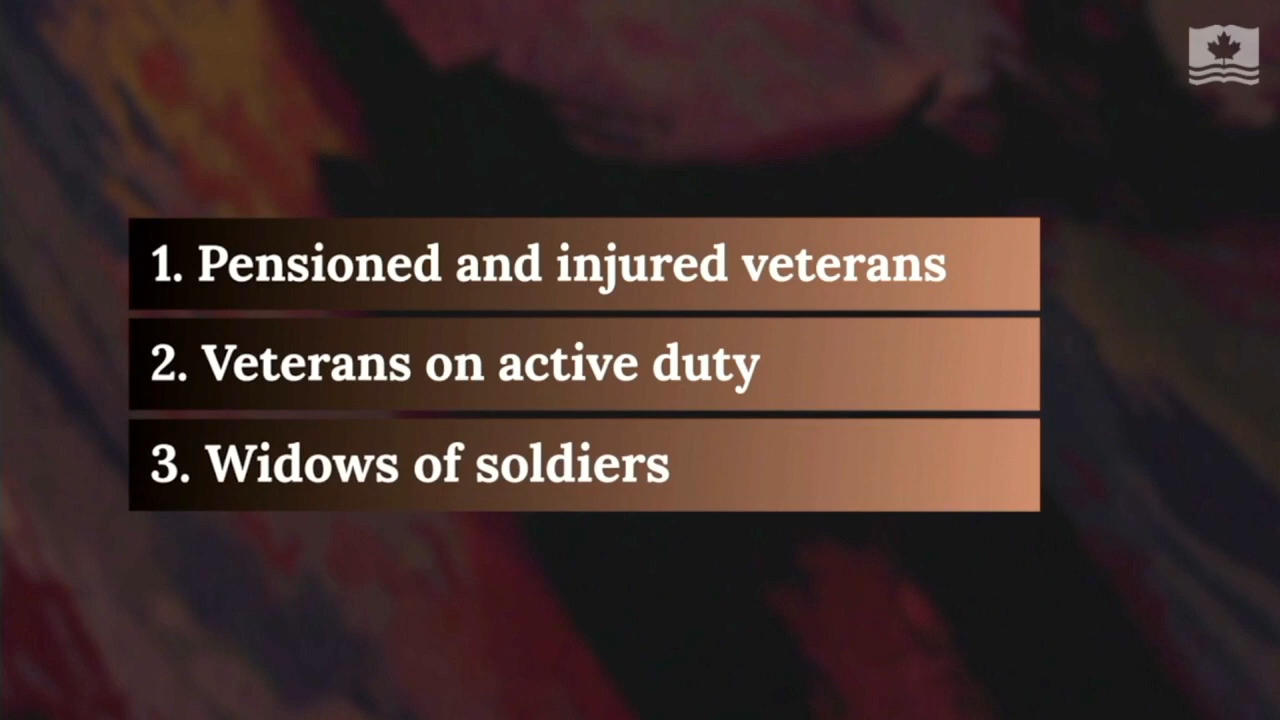 1. Pensioned and injured veterans
2. Veterans on active duty
3. Widows of soldiers